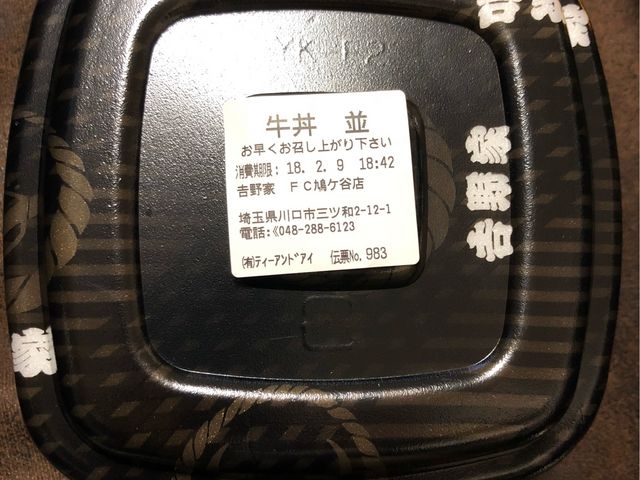 YK-12
牛丼 並
お早くお召し上がり下さい
消費期限: 18. 2. 9 18:42
吉野家 FC鳩ケ谷店
埼玉県川口市三ツ和2-12-1
電話:《048-288-6123
(有)ティーアンドアイ 伝票No. 983
吉野家
家